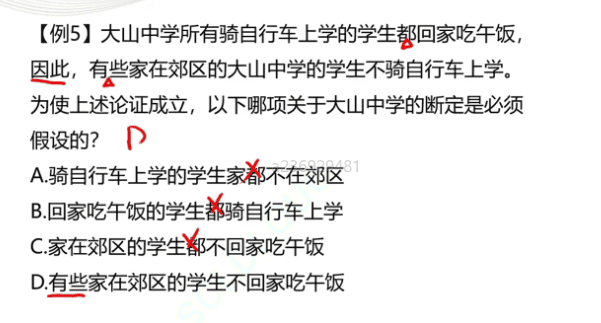 【例5】大山中学所有骑自行车上学的学生都回家吃午饭，
因此，有些家在郊区的大山中学的学生不骑自行车上学。
为使上述论证成立，以下哪项关于大山中学的断定是必须
假设的？ D
A.骑自行车上学的学生家都不在郊区
B.回家吃午饭的学生都骑自行车上学
C.家在郊区的学生都不回家吃午饭
D.有些家在郊区的学生不回家吃午饭